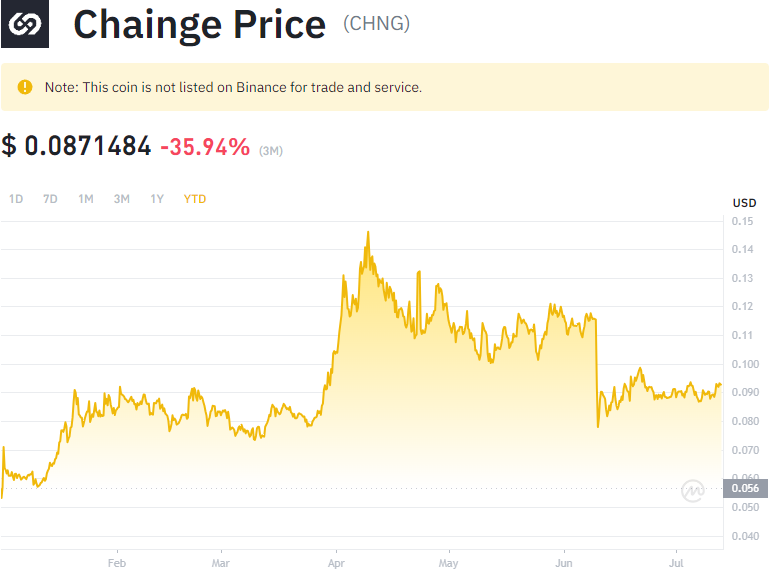 Chainge Price (CHNG)
Note: This coin is not listed on Binance for trade and service.
$ 0.0871484 -35.94% (3M)
1D 7D 1M 3M 1Y YTD
USD
0.15
0.14
0.13
0.12
0.11
0.100
0.090
0.080
0.070
0.060
0.056
0.050
0.040
Feb Mar Apr May Jun Jul